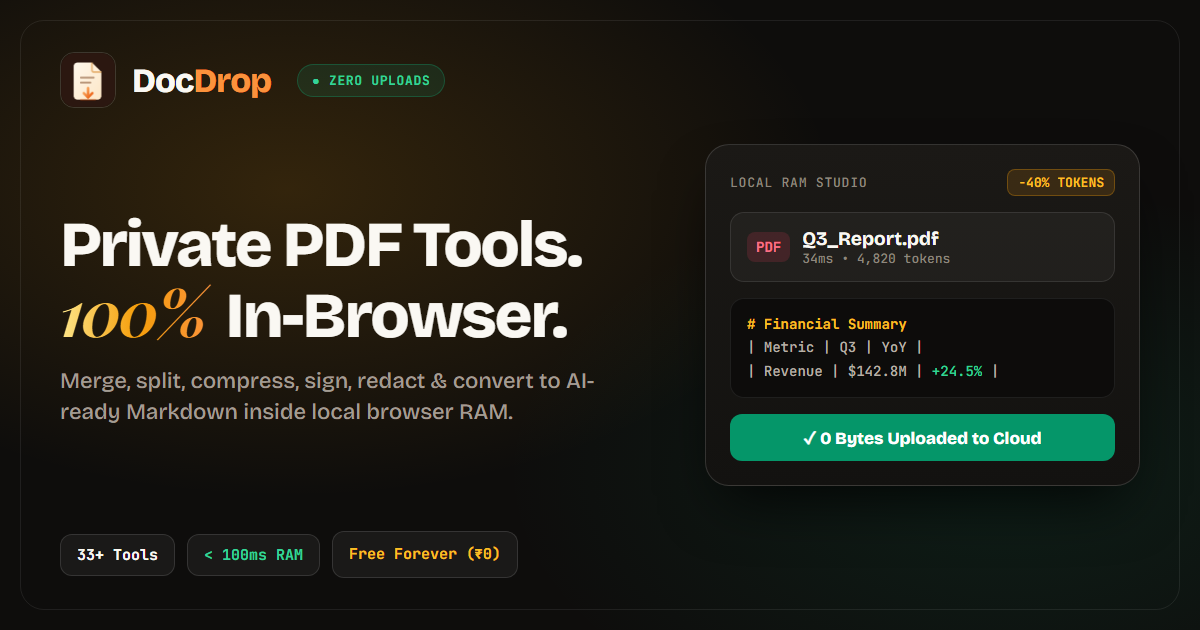 DocDrop
● ZERO UPLOADS
Private PDF Tools.
100% In-Browser.
Merge, split, compress, sign, redact & convert to AI-
ready Markdown inside local browser RAM.
33+ Tools
< 100ms RAM
Free Forever (₹0)
LOCAL RAM STUDIO
-40% TOKENS
PDF
Q3_Report.pdf
34ms • 4,820 tokens
# Financial Summary
| Metric | Q3 | YoY |
| Revenue | $142.8M | +24.5% |
✓ 0 Bytes Uploaded to Cloud